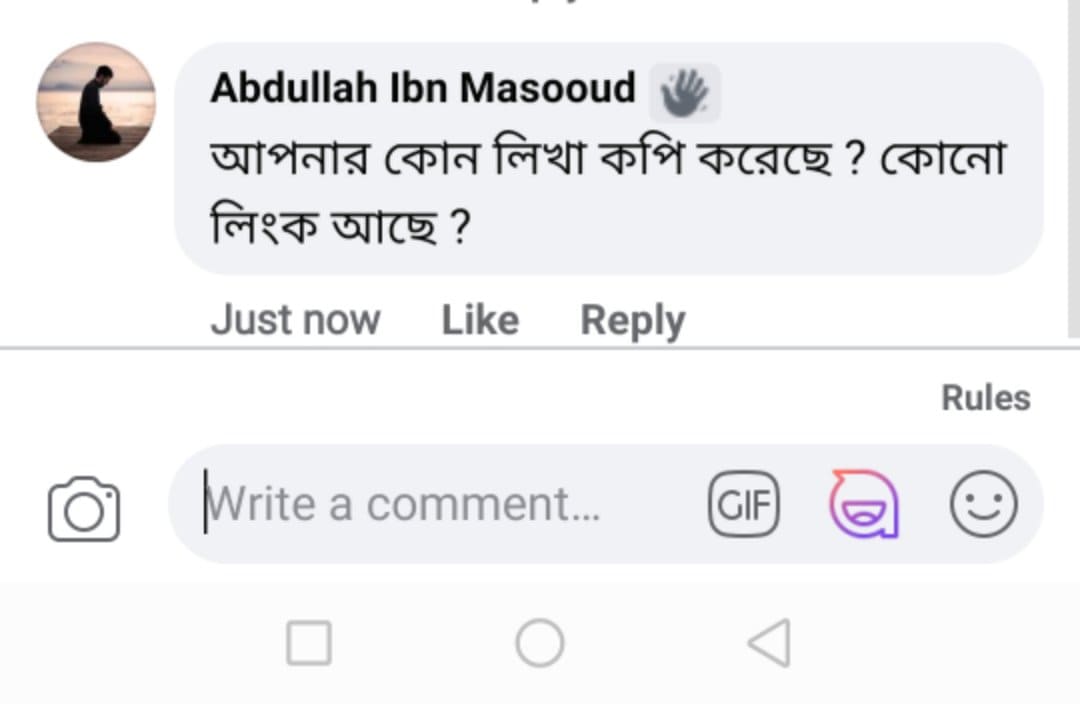 Abdullah Ibn Masooud
আপনার কোন লিখা কপি করেছে ? কোনো
লিংক আছে ?
Just now Like Reply
Rules
Write a comment...
GIF